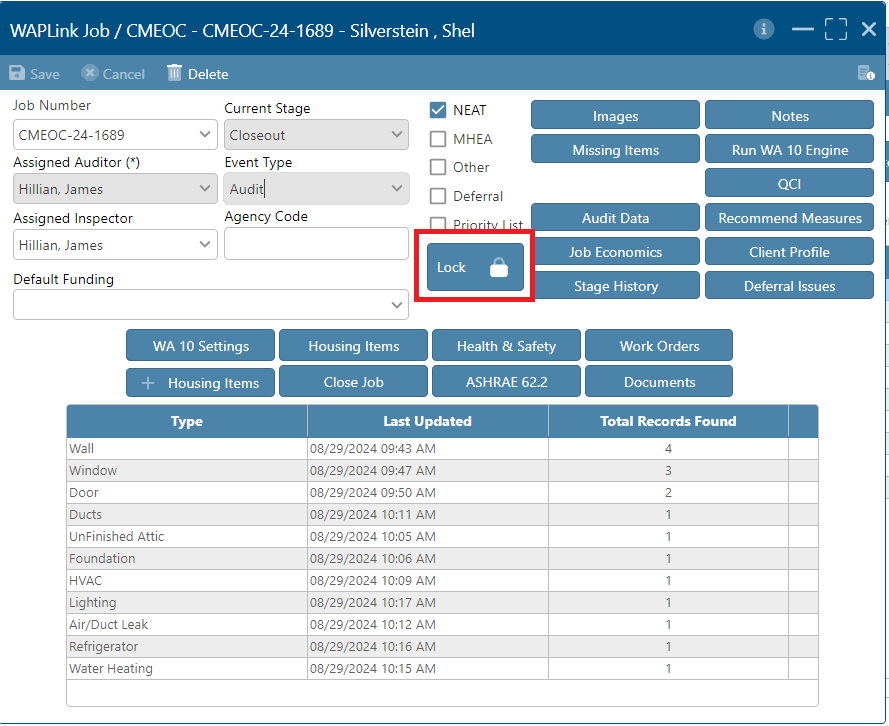 WAPLink Job / CMEOC - CMEOC-24-1689 - Silverstein , Shel
Save Cancel Delete
Job Number
CMEOC-24-1689
Current Stage
Closeout
Assigned Auditor (*)
Hillian, James
Event Type
Audit
Assigned Inspector
Hillian, James
Agency Code
Default Funding
NEAT
MHEA
Other
Deferral
Priority List
Lock
Images Notes
Missing Items Run WA 10 Engine
QCI
Audit Data Recommend Measures
Job Economics Client Profile
Stage History Deferral Issues
WA 10 Settings Housing Items Health & Safety Work Orders
+ Housing Items Close Job ASHRAE 62.2 Documents
Type Last Updated Total Records Found
Wall 08/29/2024 09:43 AM 4
Window 08/29/2024 09:47 AM 3
Door 08/29/2024 09:50 AM 2
Ducts 08/29/2024 10:11 AM 1
UnFinished Attic 08/29/2024 10:05 AM 1
Foundation 08/29/2024 10:06 AM 1
HVAC 08/29/2024 10:09 AM 1
Lighting 08/29/2024 10:17 AM 1
Air/Duct Leak 08/29/2024 10:12 AM 1
Refrigerator 08/29/2024 10:16 AM 1
Water Heating 08/29/2024 10:15 AM 1